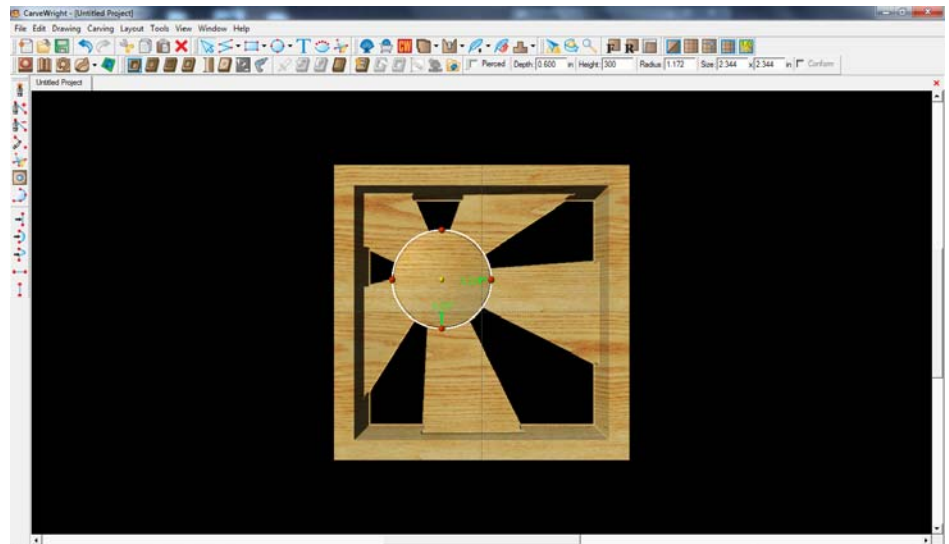 CarveWright - [Untitled Project]
File Edit Drawing Carving Layout Tools View Window Help
T CW F R
Pierced Depth: 0.600 in Height: 300 Radius: 1.172 Size: 2.344 x 2.344 in Conform
Untitled Project